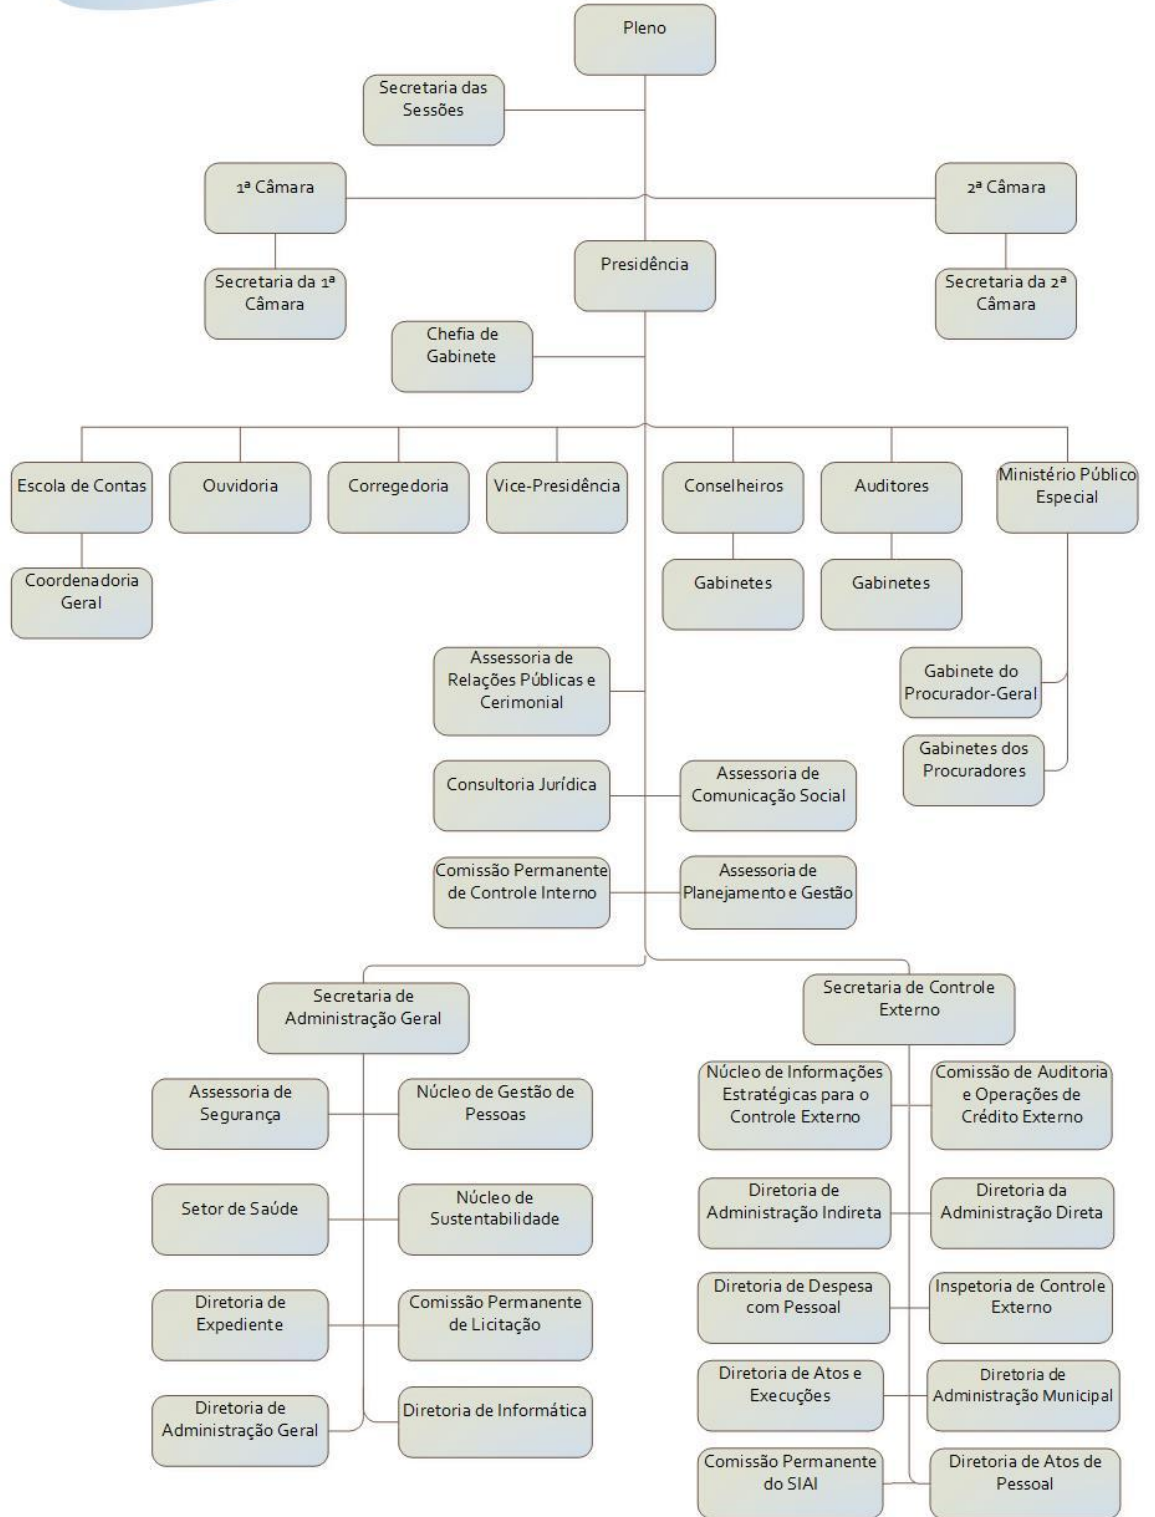 Pleno
Secretaria das
Sessões
1ª Câmara
2ª Câmara
Presidência
Secretaria da 1ª
Câmara
Secretaria da 2ª
Câmara
Chefia de
Gabinete
Escola de Contas
Ouvidoria
Corregedoria
Vice-Presidência
Conselheiros
Auditores
Ministério Público
Especial
Coordenadoria
Geral
Gabinetes
Gabinetes
Assessoria de
Relações Públicas e
Cerimonial
Gabinete do
Procurador-Geral
Gabinetes dos
Procuradores
Consultoria Jurídica
Assessoria de
Comunicação Social
Comissão Permanente
de Controle Interno
Assessoria de
Planejamento e Gestão
Secretaria de
Administração Geral
Secretaria de Controle
Externo
Assessoria de
Segurança
Núcleo de Gestão de
Pessoas
Setor de Saúde
Núcleo de
Sustentabilidade
Diretoria de
Expediente
Comissão Permanente
de Licitação
Diretoria de
Administração Geral
Diretoria de Informática
Núcleo de Informações
Estratégicas para o
Controle Externo
Comissão de Auditoria
e Operações de
Crédito Externo
Diretoria de
Administração Indireta
Diretoria da
Administração Direta
Diretoria de Despesa
com Pessoal
Inspetoria de Controle
Externo
Diretoria de Atos e
Execuções
Diretoria de
Administração Municipal
Comissão Permanente
do SIAI
Diretoria de Atos de
Pessoal